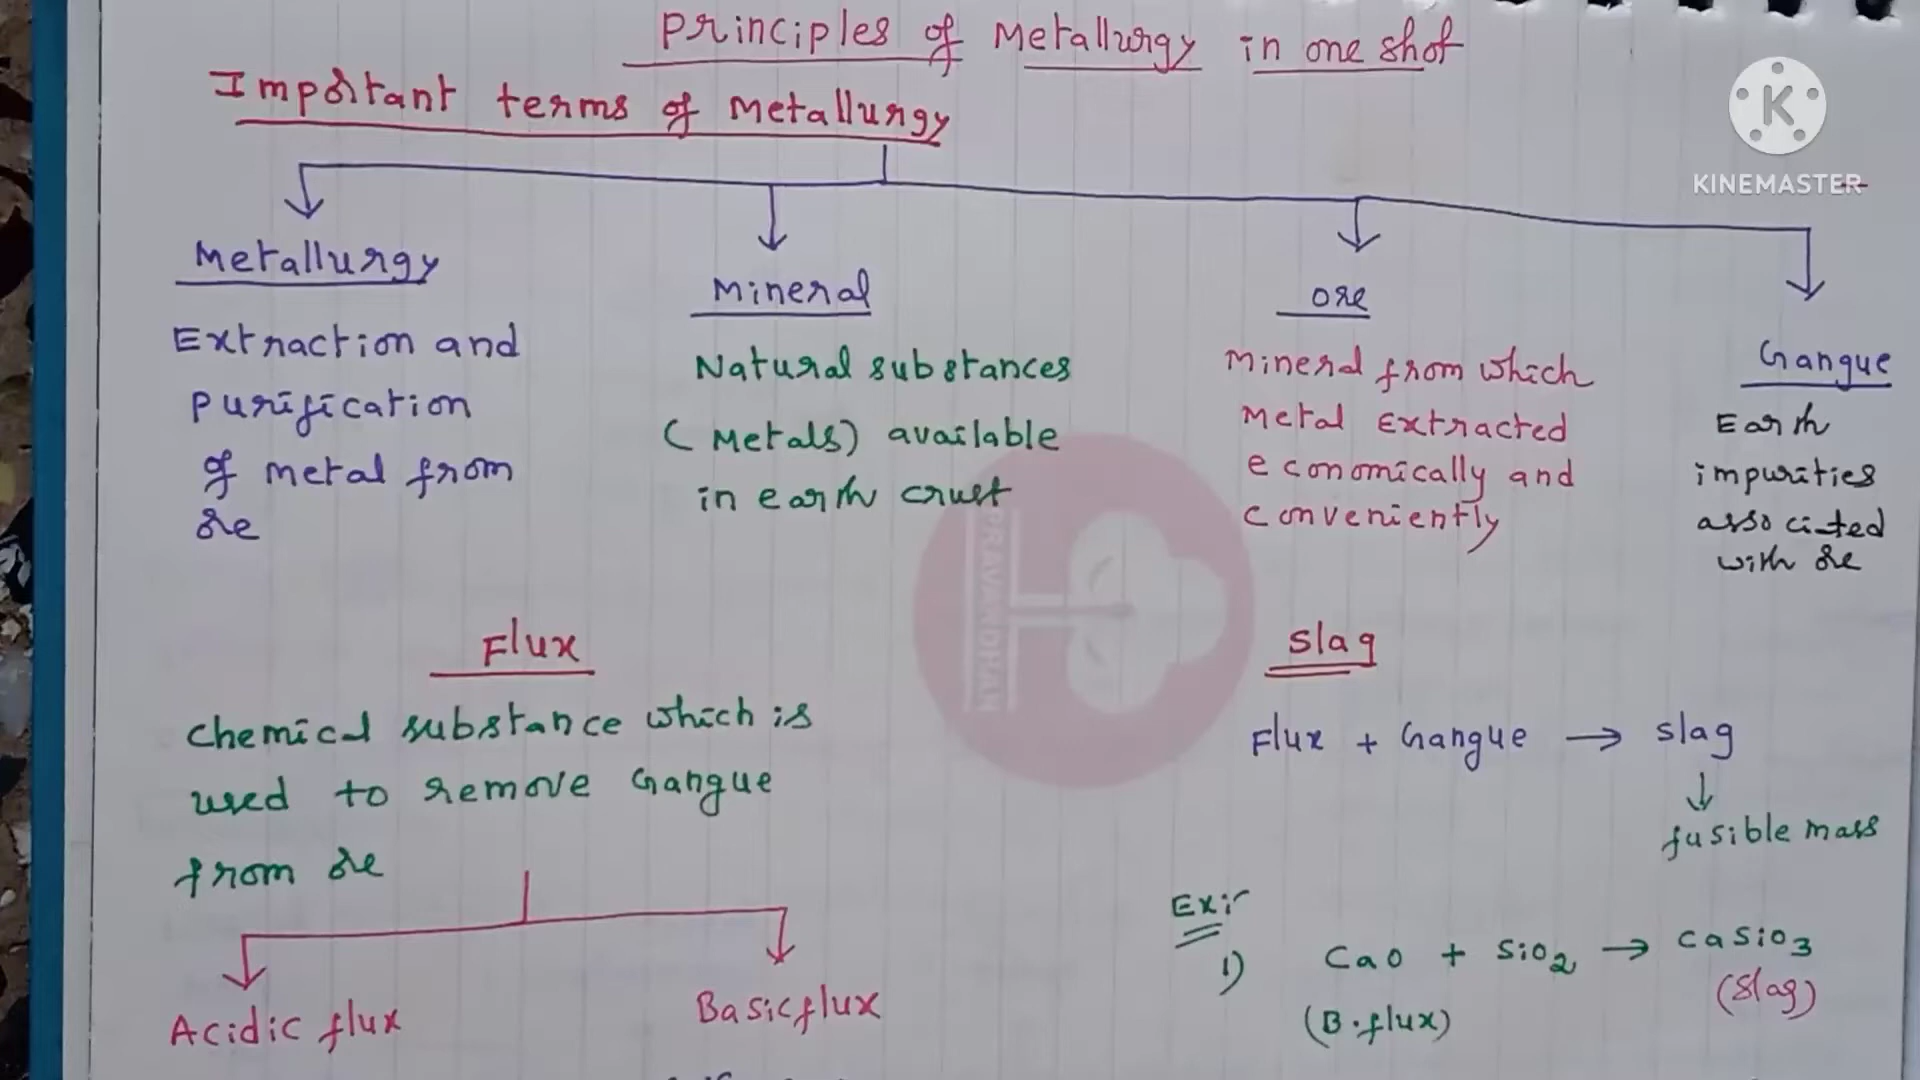 Principles of Metallurgy in one shot
Important terms of Metallurgy
KINEMASTER
Metallurgy
Extraction and
purification
of metal from
ore
Mineral
Natural substances
(Metals) available
in earth crust
ore
Mineral from which
Metal Extracted
economically and
conveniently
Gangue
Earth
impurities
associted
with ore
PRAVARDHAN
Flux
chemical substance which is
used to remove Gangue
from ore
Acidic flux
Basic flux
Slag
Flux + Gangue → slag
↓
fusible mass
Ex:-
1) CaO + SiO2 → CaSiO3
(B.flux)
(Slag)